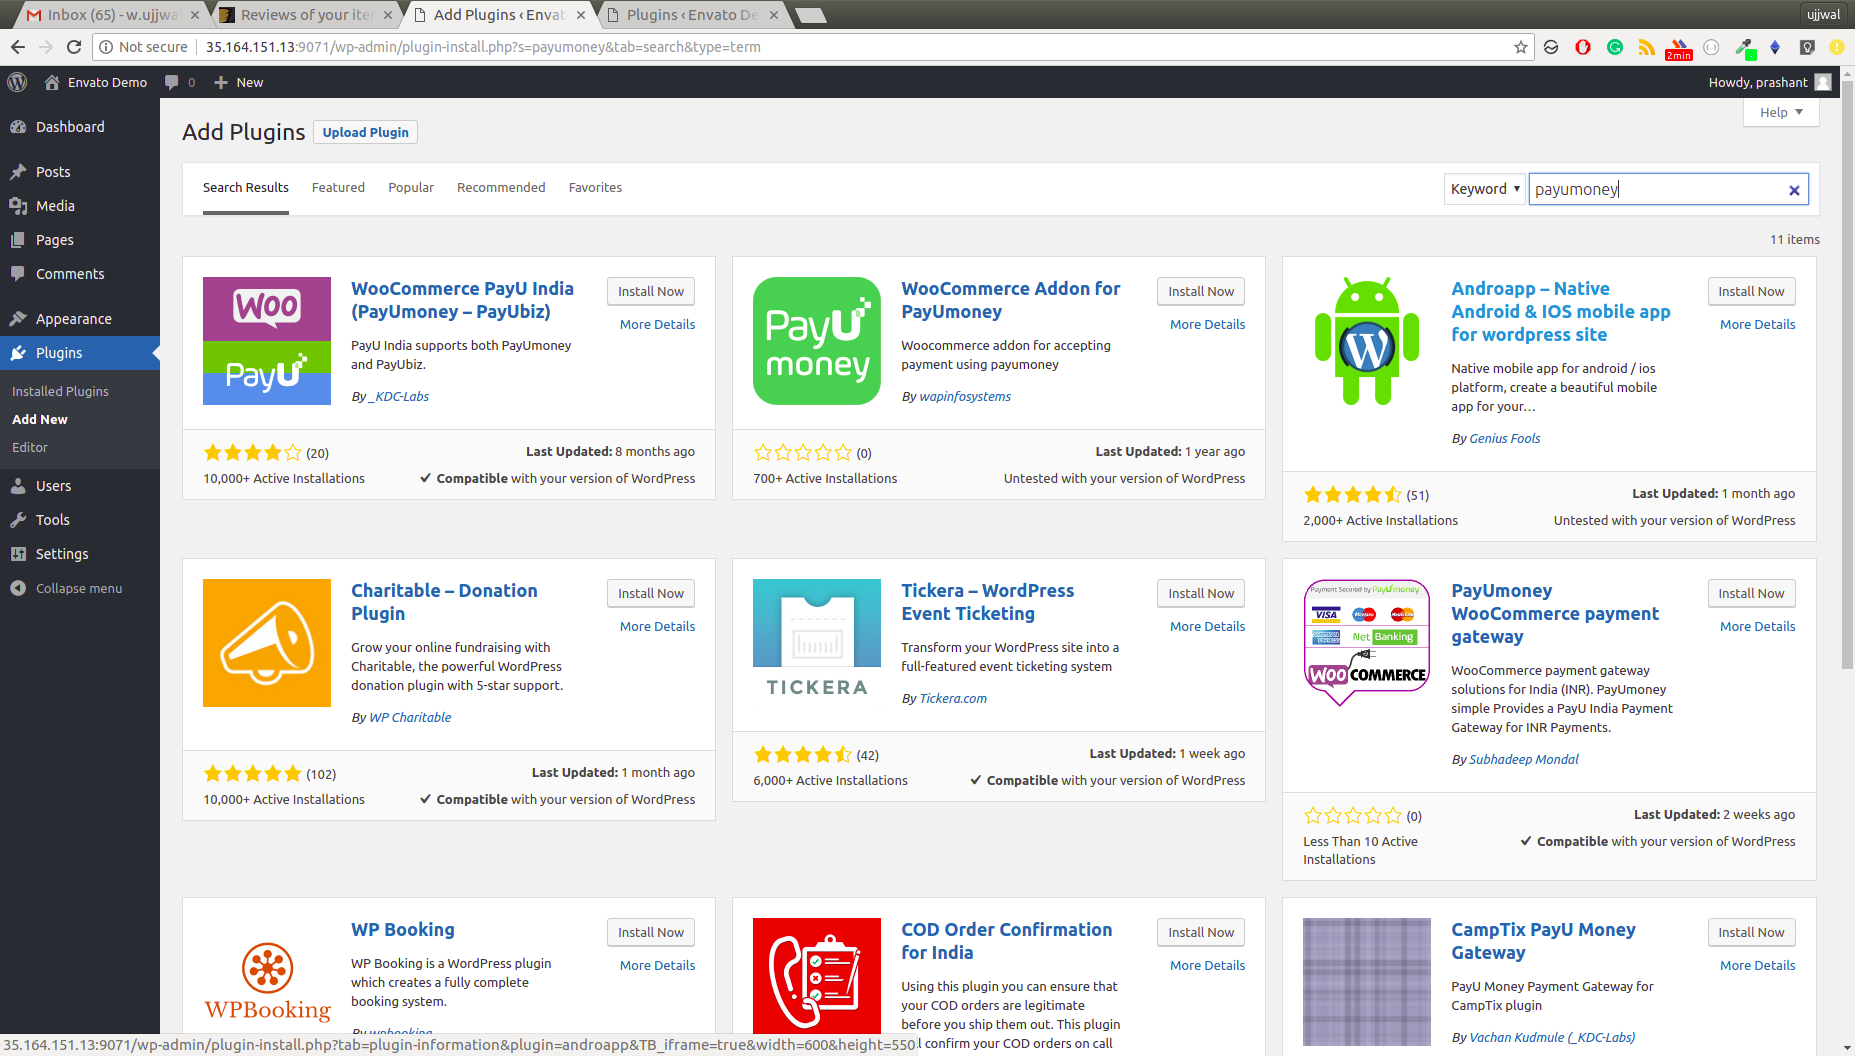 Inbox (65) - w.ujjwa
Reviews of your ite
Add Plugins ‹ Envat
Plugins ‹ Envato De
ujjwal
Not secure
35.164.151.13:9071/wp-admin/plugin-install.php?s=payumoney&tab=search&type=term
2min
Envato Demo
0
New
Howdy, prashant
Dashboard
Posts
Media
Pages
Comments
Appearance
Plugins
Installed Plugins
Add New
Editor
Users
Tools
Settings
Collapse menu
Help
Add Plugins
Upload Plugin
Search Results
Featured
Popular
Recommended
Favorites
Keyword
payumoney
11 items
WOO
PayU
WooCommerce PayU India
(PayUmoney – PayUbiz)
Install Now
More Details
PayU India supports both PayUmoney
and PayUbiz.
By _KDC-Labs
(20)
10,000+ Active Installations
Last Updated: 8 months ago
Compatible with your version of WordPress
PayU
money
WooCommerce Addon for
PayUmoney
Install Now
More Details
Woocommerce addon for accepting
payment using payumoney
By wapinfosystems
(0)
700+ Active Installations
Last Updated: 1 year ago
Untested with your version of WordPress
W
Androapp – Native
Android & IOS mobile app
for wordpress site
Install Now
More Details
Native mobile app for android / ios
platform, create a beautiful mobile
app for your…
By Genius Fools
(51)
2,000+ Active Installations
Last Updated: 1 month ago
Untested with your version of WordPress
Charitable – Donation
Plugin
Install Now
More Details
Grow your online fundraising with
Charitable, the powerful WordPress
donation plugin with 5-star support.
By WP Charitable
(102)
10,000+ Active Installations
Last Updated: 1 month ago
Compatible with your version of WordPress
TICKERA
Tickera – WordPress
Event Ticketing
Install Now
More Details
Transform your WordPress site into a
full-featured event ticketing system
By Tickera.com
(42)
6,000+ Active Installations
Last Updated: 1 week ago
Compatible with your version of WordPress
Payment Secured by PayUmoney
VISA
Net Banking
WOO COMMERCE
PayUmoney
WooCommerce payment
gateway
Install Now
More Details
WooCommerce payment gateway
solutions for India (INR). PayUmoney
simple Provides a PayU India Payment
Gateway for INR Payments.
By Subhadeep Mondal
(0)
Less Than 10 Active
Installations
Last Updated: 2 weeks ago
Compatible with your version of WordPress
WPBooking
WP Booking
Install Now
More Details
WP Booking is a WordPress plugin
which creates a fully complete
booking system.
By wpbooking
COD Order Confirmation
for India
Install Now
More Details
Using this plugin you can ensure that
your COD orders are legitimate
before you ship them out. This plugin
ll confirm your COD orders on call
CampTix PayU Money
Gateway
Install Now
More Details
PayU Money Payment Gateway for
CampTix plugin
By Vachan Kudmule (_KDC-Labs)
35.164.151.13:9071/wp-admin/plugin-install.php?tab=plugin-information&plugin=androapp&TB_iframe=true&width=600&height=550